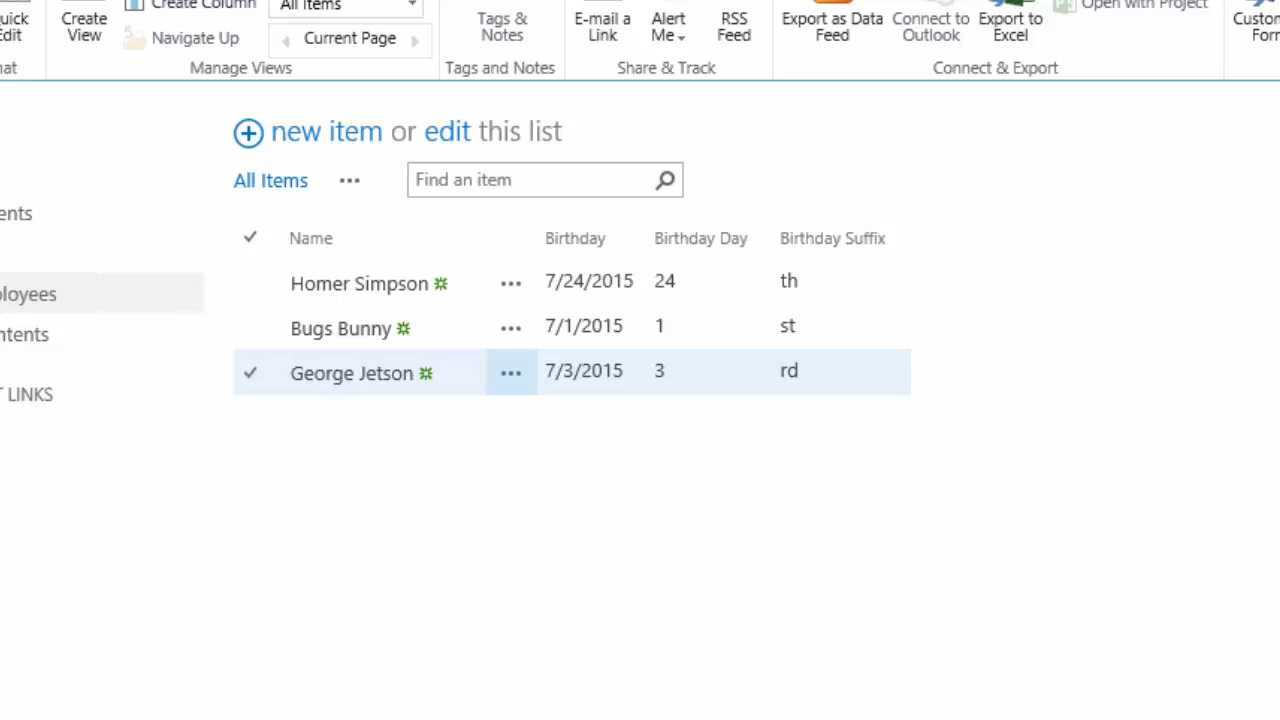 Create Column
All Items
Open with Project
Create
View
Navigate Up
Current Page
Tags &
Notes
E-mail a
Link
Alert
Me
RSS
Feed
Export as Data
Feed
Connect to
Outlook
Export to
Excel
uick
Edit
Custom
Form
mat
Manage Views
Tags and Notes
Share & Track
Connect & Export
new item or edit this list
All Items ••• Find an item
ents
Name Birthday Birthday Day Birthday Suffix
Homer Simpson ••• 7/24/2015 24 th
ployees
Bugs Bunny ••• 7/1/2015 1 st
ntents
George Jetson ••• 7/3/2015 3 rd
T LINKS